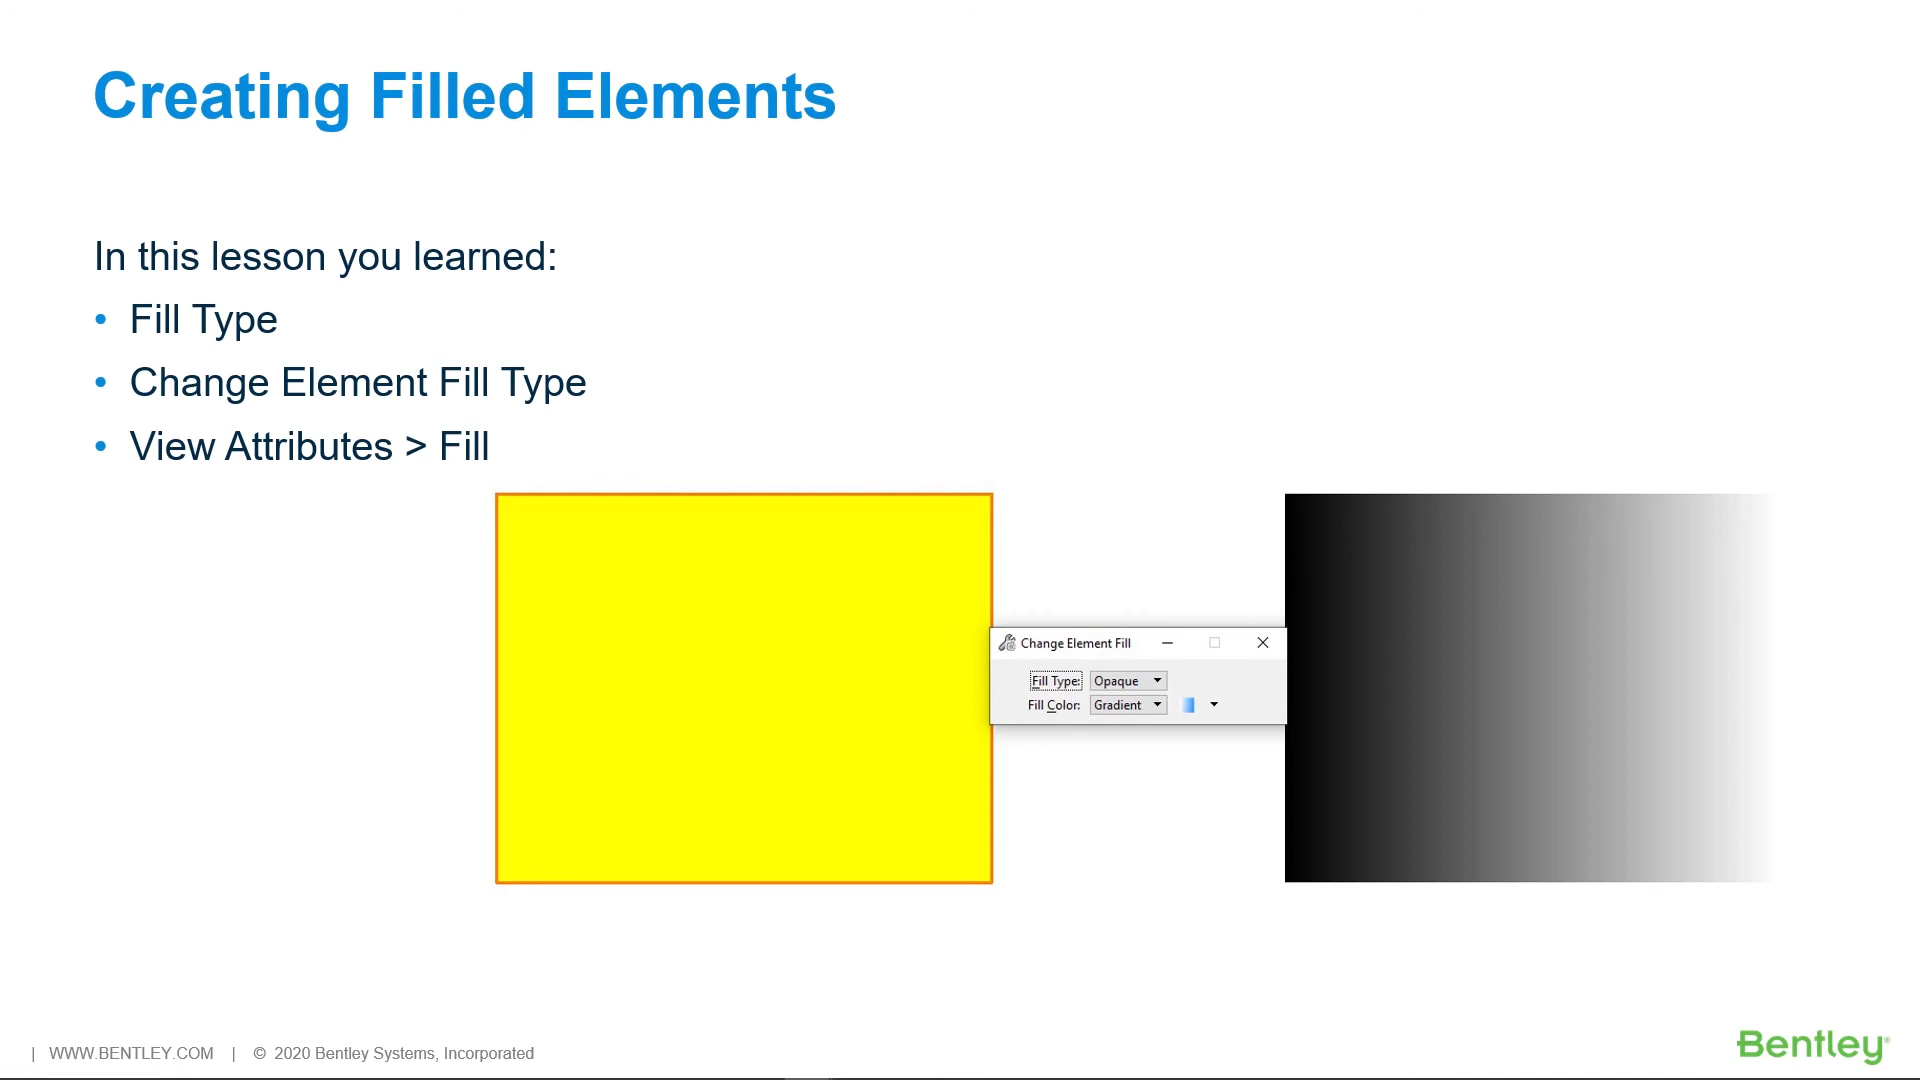 Creating Filled Elements
In this lesson you learned:
• Fill Type
• Change Element Fill Type
• View Attributes > Fill
Change Element Fill
Fill Type: Opaque
Fill Color: Gradient
| WWW.BENTLEY.COM | © 2020 Bentley Systems, Incorporated
Bentley®